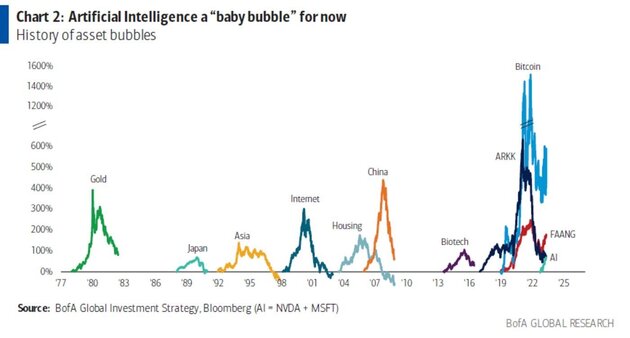 Chart 2: Artificial Intelligence a “baby bubble” for now
History of asset bubbles
1600%
1400%
1200%
600%
500%
400%
300%
200%
100%
0%
Gold
Japan
Asia
Internet
Housing
China
Biotech
ARKK
Bitcoin
FAANG
AI
'77 '80 '83 '86 '89 '92 '95 '98 '01 '04 '07 '10 '13 '16 '19 '22 '25
Source: BofA Global Investment Strategy, Bloomberg (AI = NVDA + MSFT)
BofA GLOBAL RESEARCH